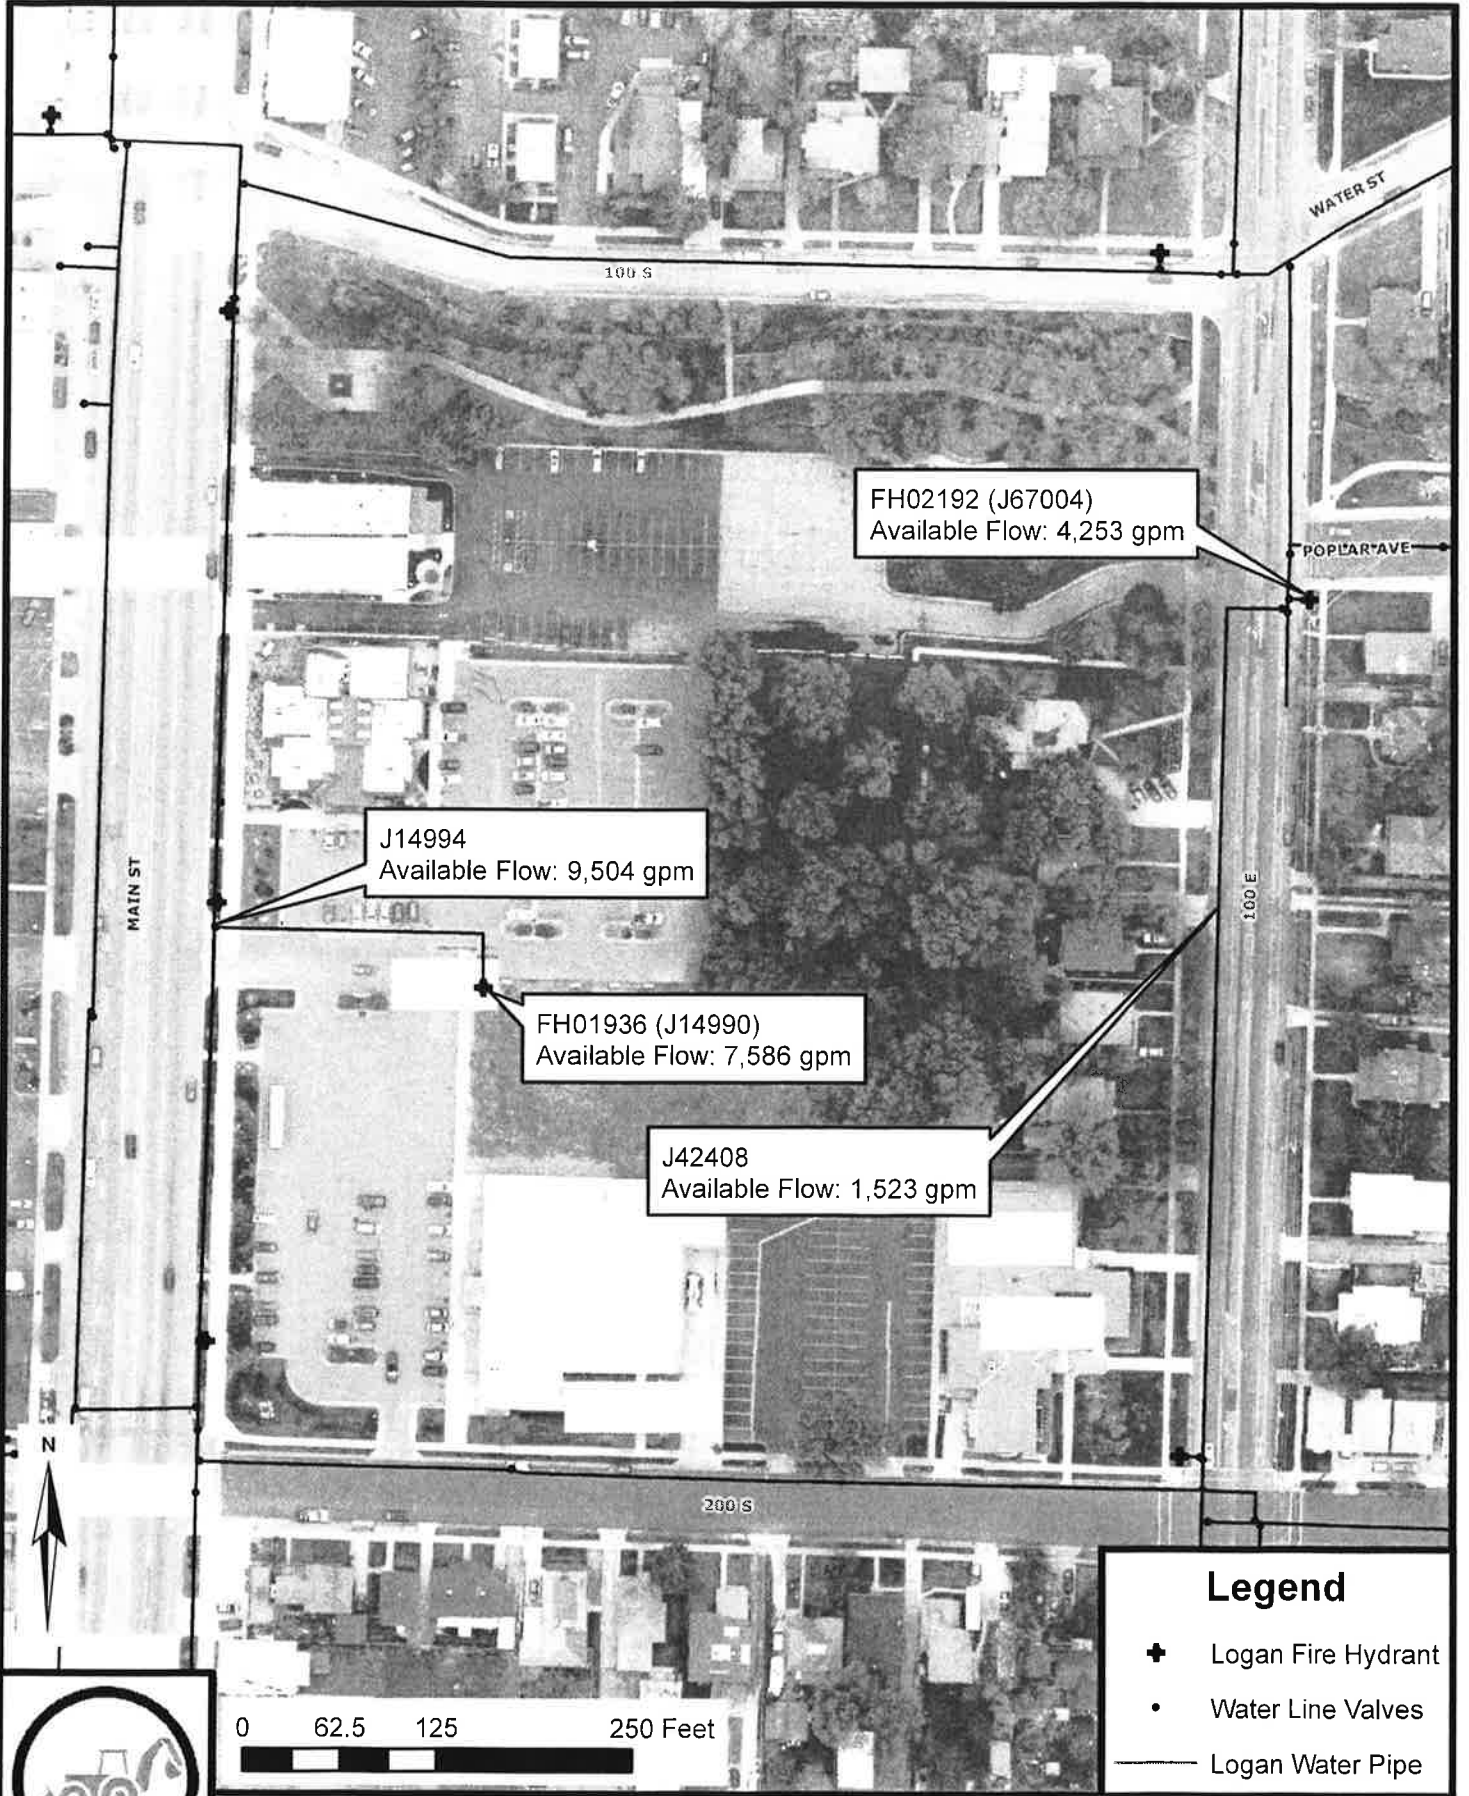 WATER ST
100 S
FH02192 (J67004)
Available Flow: 4,253 gpm
POPLAR AVE
J14994
Available Flow: 9,504 gpm
MAIN ST
100 E
FH01936 (J14990)
Available Flow: 7,586 gpm
J42408
Available Flow: 1,523 gpm
N
200 S
Legend
Logan Fire Hydrant
Water Line Valves
Logan Water Pipe
0 62.5 125 250 Feet